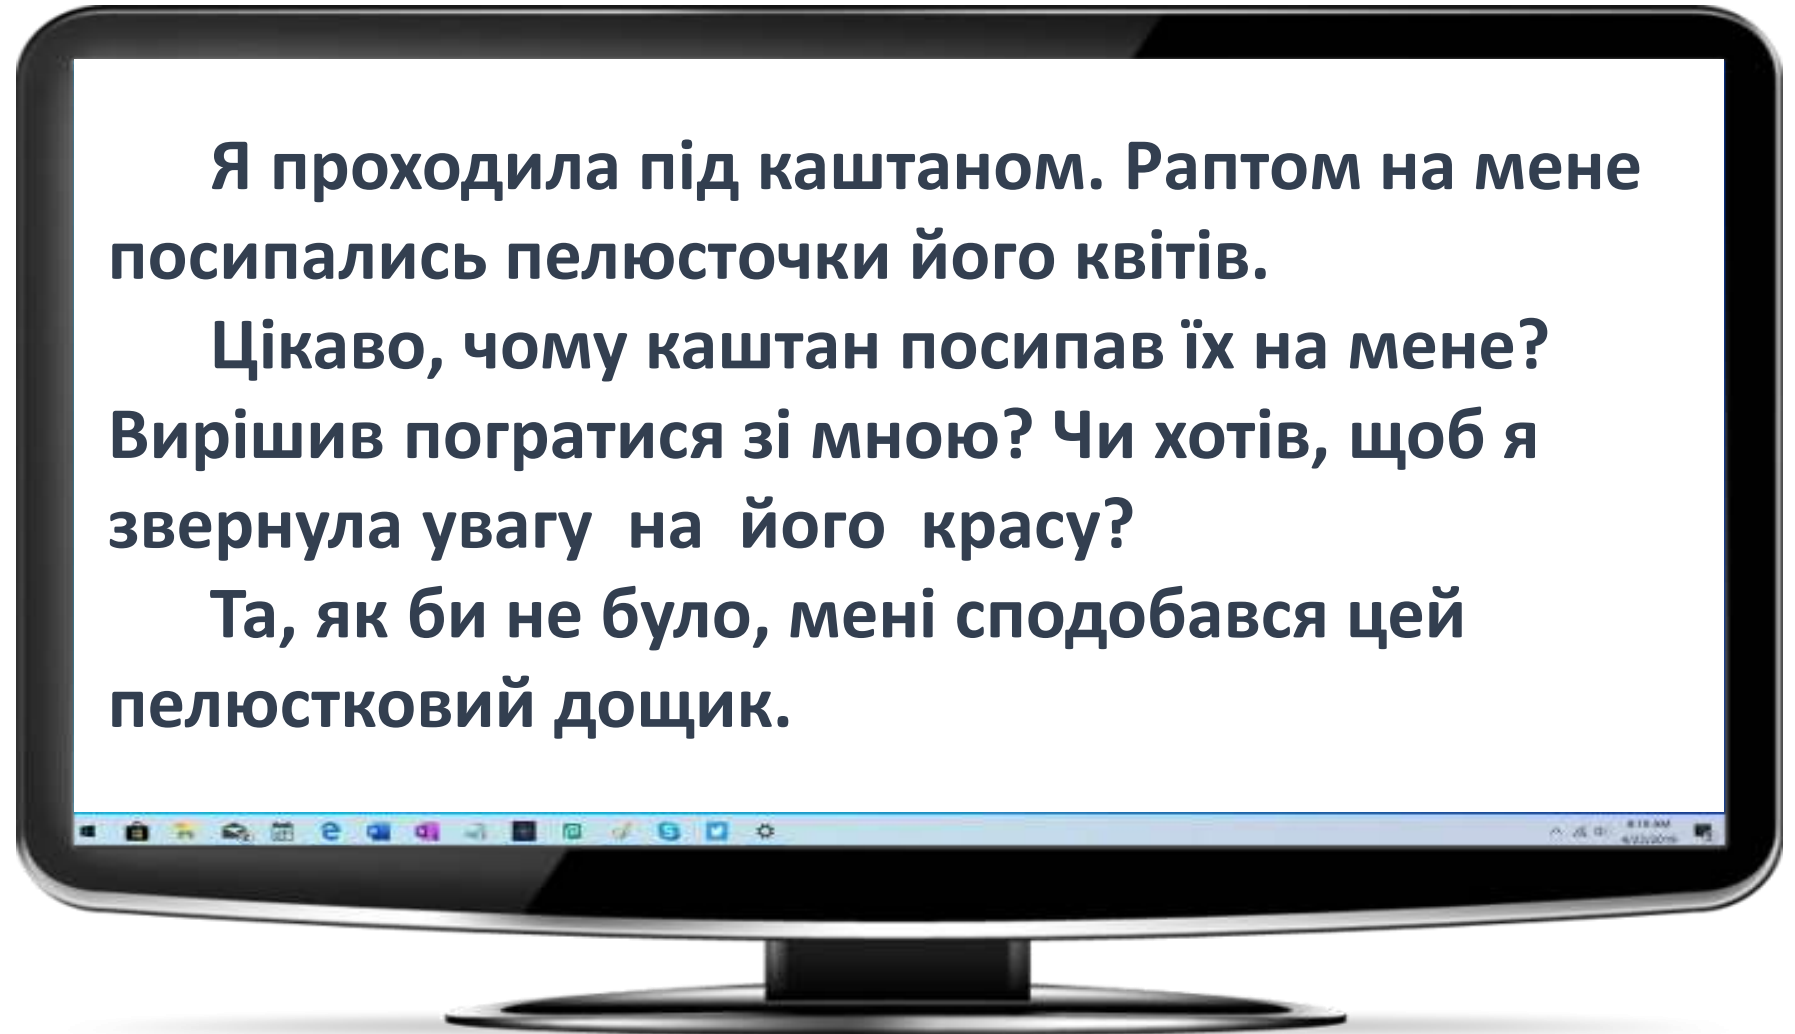 Я проходила під каштаном. Раптом на мене
посипались пелюсточки його квітів.
Цікаво, чому каштан посипав їх на мене?
Вирішив погратися зі мною? Чи хотів, щоб я
звернула увагу на його красу?
Та, як би не було, мені сподобався цей
пелюстковий дощик.